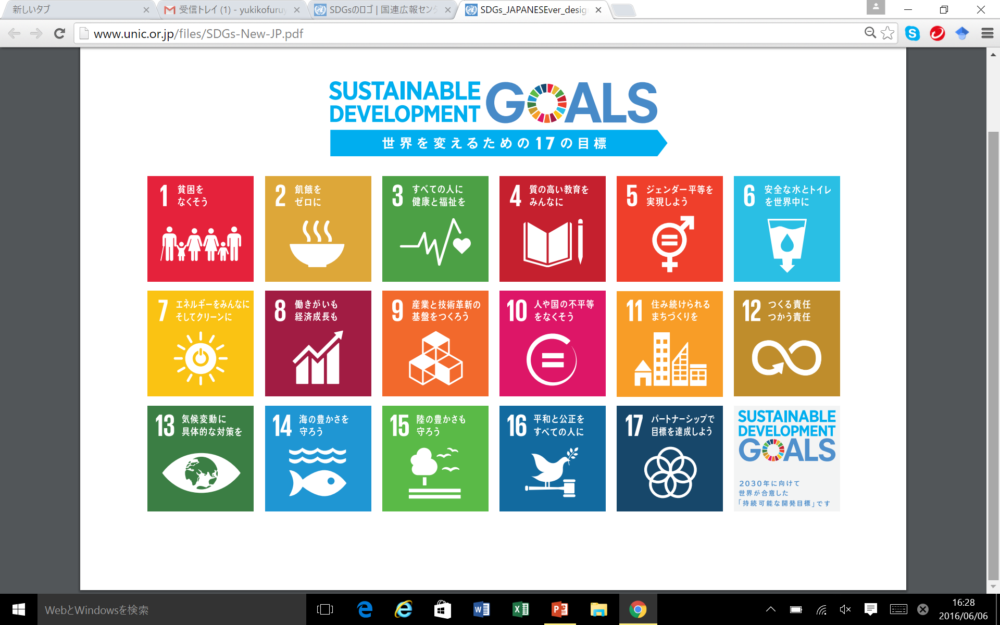 新しいタブ
受信トレイ (1) - yukikofuru
SDGsのロゴ | 国連広報セン
SDGs_JAPANESEver_desig
www.unic.or.jp/files/SDGs-New-JP.pdf
SUSTAINABLE
DEVELOPMENT
GOALS
世界を変えるための17の目標
1 貧困を
なくそう
2 飢餓を
ゼロに
3 すべての人に
健康と福祉を
4 質の高い教育を
みんなに
5 ジェンダー平等を
実現しよう
6 安全な水とトイレ
を世界中に
7 エネルギーをみんなに
そしてクリーンに
8 働きがいも
経済成長も
9 産業と技術革新の
基盤をつくろう
10 人や国の不平等
をなくそう
11 住み続けられる
まちづくりを
12 つくる責任
つかう責任
13 気候変動に
具体的な対策を
14 海の豊かさを
守ろう
15 陸の豊かさも
守ろう
16 平和と公正を
すべての人に
17 パートナーシップで
目標を達成しよう
SUSTAINABLE
DEVELOPMENT
GOALS
2030年に向けて
世界が合意した
「持続可能な開発目標」です
WebとWindowsを検索
16:28
2016/06/06